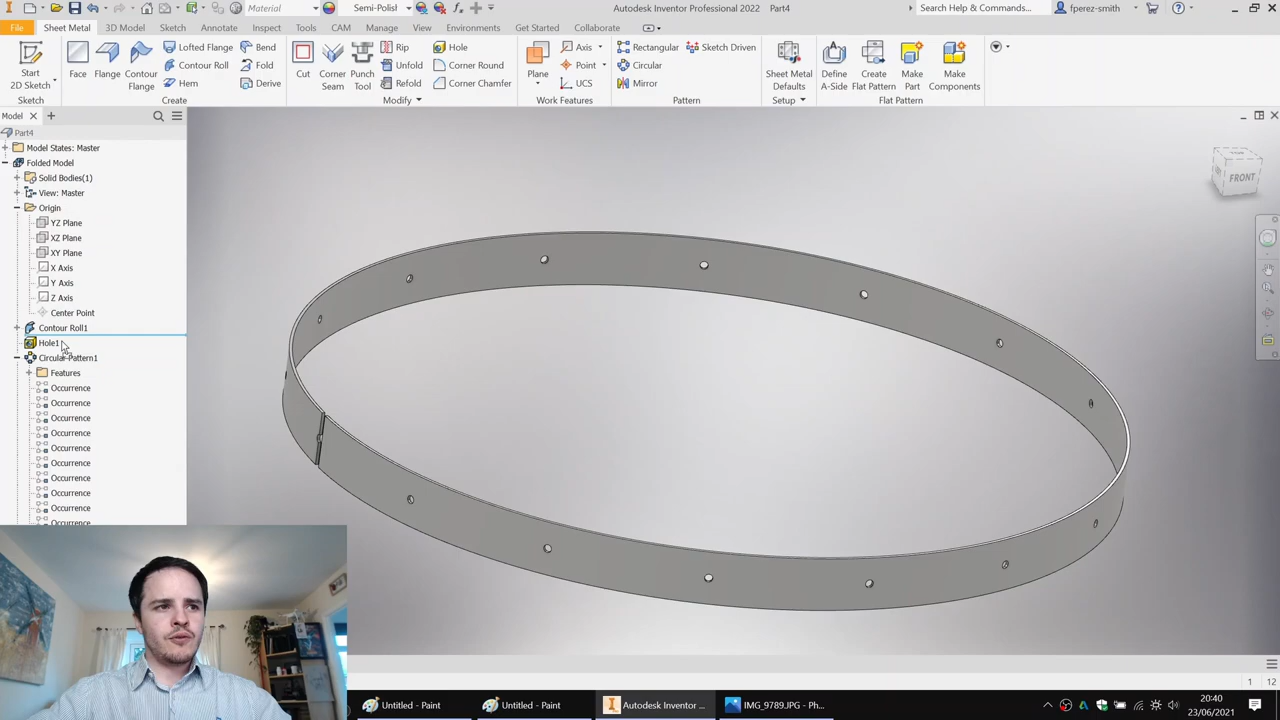 Material
Semi-Polish
Autodesk Inventor Professional 2022 Part4
Search Help & Commands...
fperez-smith
File
Sheet Metal
3D Model
Sketch
Annotate
Inspect
Tools
CAM
Manage
View
Environments
Get Started
Collaborate
Start
2D Sketch
Sketch
Face
Flange
Contour
Flange
Lofted Flange
Contour Roll
Hem
Bend
Fold
Derive
Create
Cut
Corner
Seam
Punch
Tool
Rip
Unfold
Refold
Hole
Corner Round
Corner Chamfer
Modify
Plane
Axis
Point
UCS
Work Features
Rectangular
Circular
Mirror
Sketch Driven
Pattern
Sheet Metal
Defaults
Setup
Define
A-Side
Create
Flat Pattern
Make
Part
Make
Components
Flat Pattern
Model
Part4
Model States: Master
Folded Model
Solid Bodies(1)
View: Master
Origin
YZ Plane
XZ Plane
XY Plane
X Axis
Y Axis
Z Axis
Center Point
Contour Roll1
Hole1
Circular Pattern1
Features
Occurrence
Occurrence
Occurrence
Occurrence
Occurrence
Occurrence
Occurrence
Occurrence
Occurrence
Occurrence
FRONT
1 12
Untitled - Paint
Untitled - Paint
Autodesk Inventor ...
IMG_9789.JPG - Ph...
20:40
23/06/2021